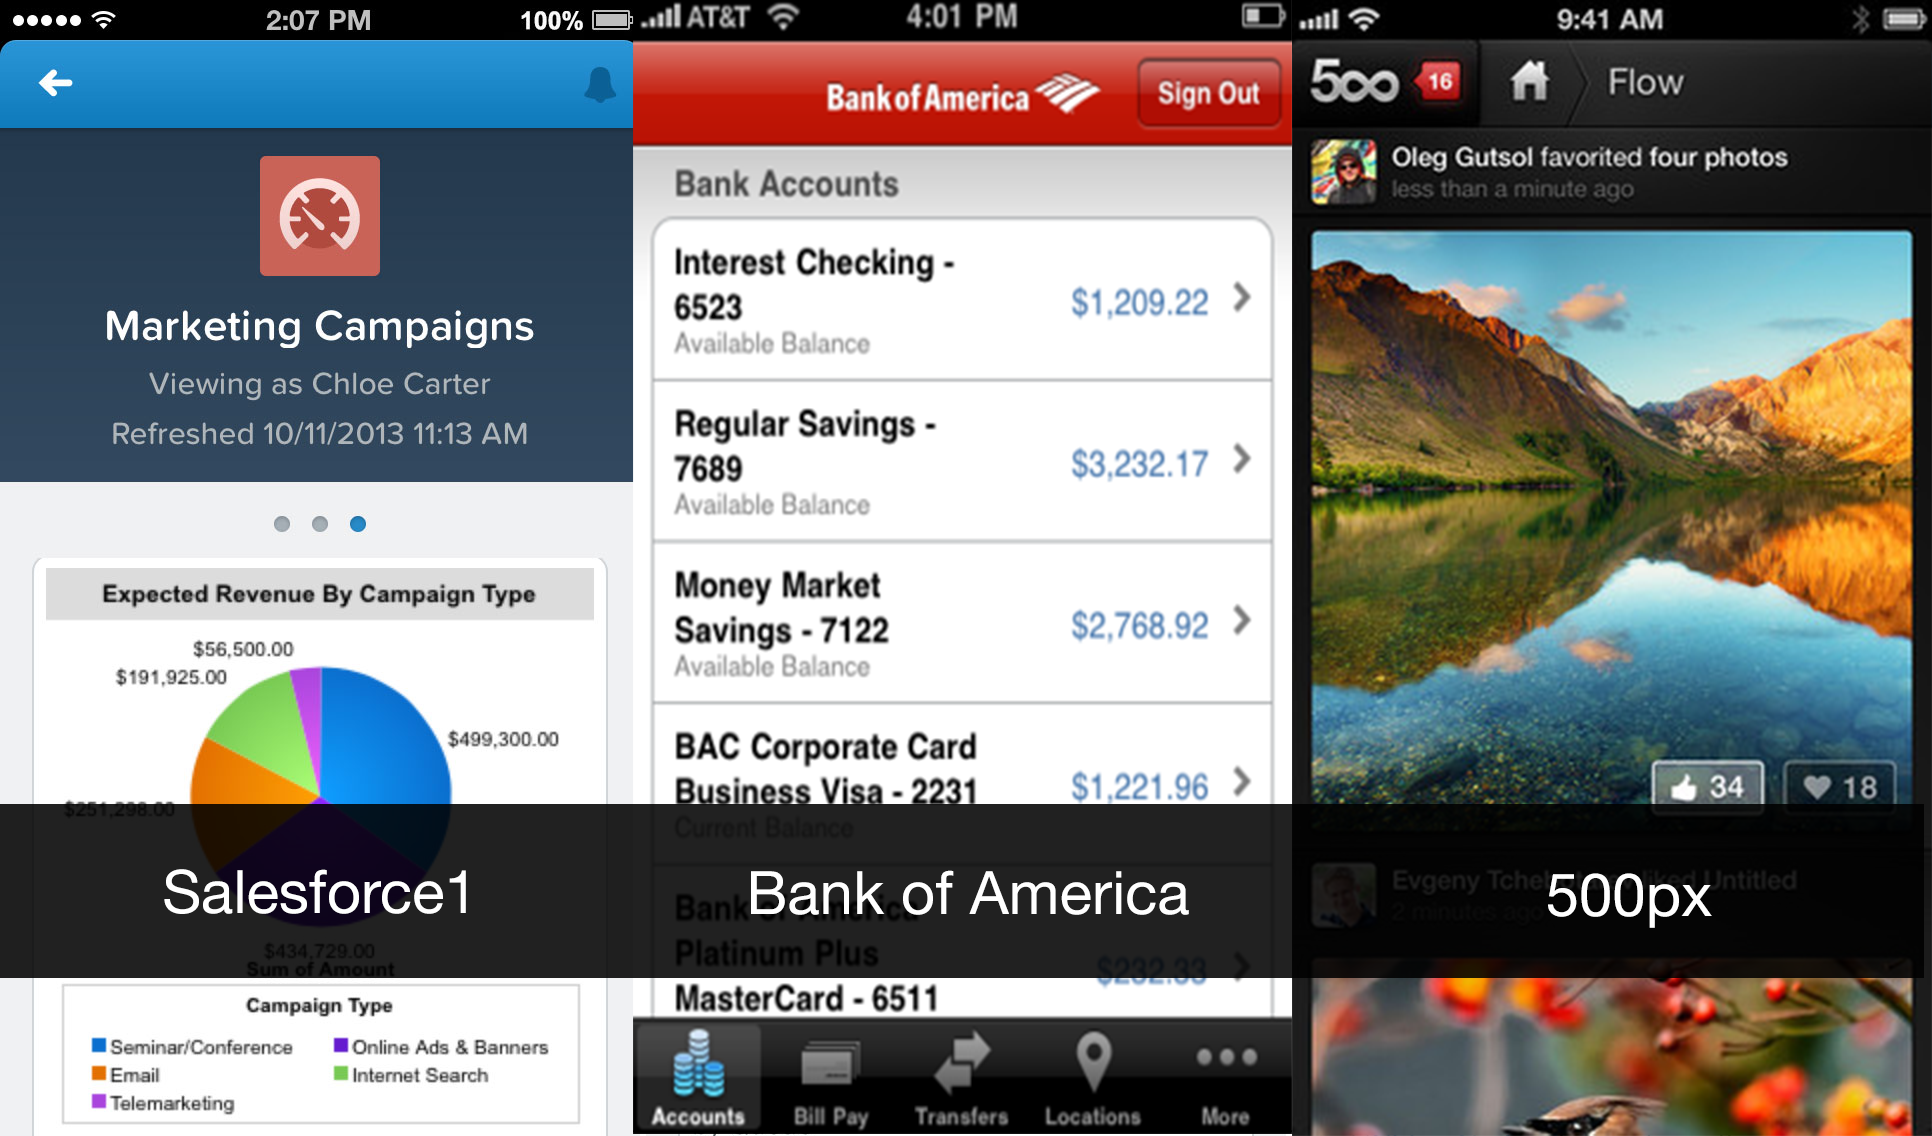 2:07 PM
100%
Marketing Campaigns
Viewing as Chloe Carter
Refreshed 10/11/2013 11:13 AM
Expected Revenue By Campaign Type
$56,500.00
$191,925.00
$499,300.00
$251,298.00
Salesforce1
$434,729.00
Sum of Amount
Campaign Type
Seminar/Conference
Online Ads & Banners
Email
Internet Search
Telemarketing
AT&T
4:01 PM
Bank of America
Sign Out
Bank Accounts
Interest Checking -
6523
$1,209.22
Available Balance
Regular Savings -
7689
$3,232.17
Available Balance
Money Market
Savings - 7122
$2,768.92
Available Balance
BAC Corporate Card
Business Visa - 2231
$1,221.96
Current Balance
Bank of America
Bank of America
Platinum Plus
$232.33
MasterCard - 6511
Accounts
Bill Pay
Transfers
Locations
More
9:41 AM
500
16
Flow
Oleg Gutsol favorited four photos
less than a minute ago
34
18
Evgeny liked Untitled
2 minutes ago
500px